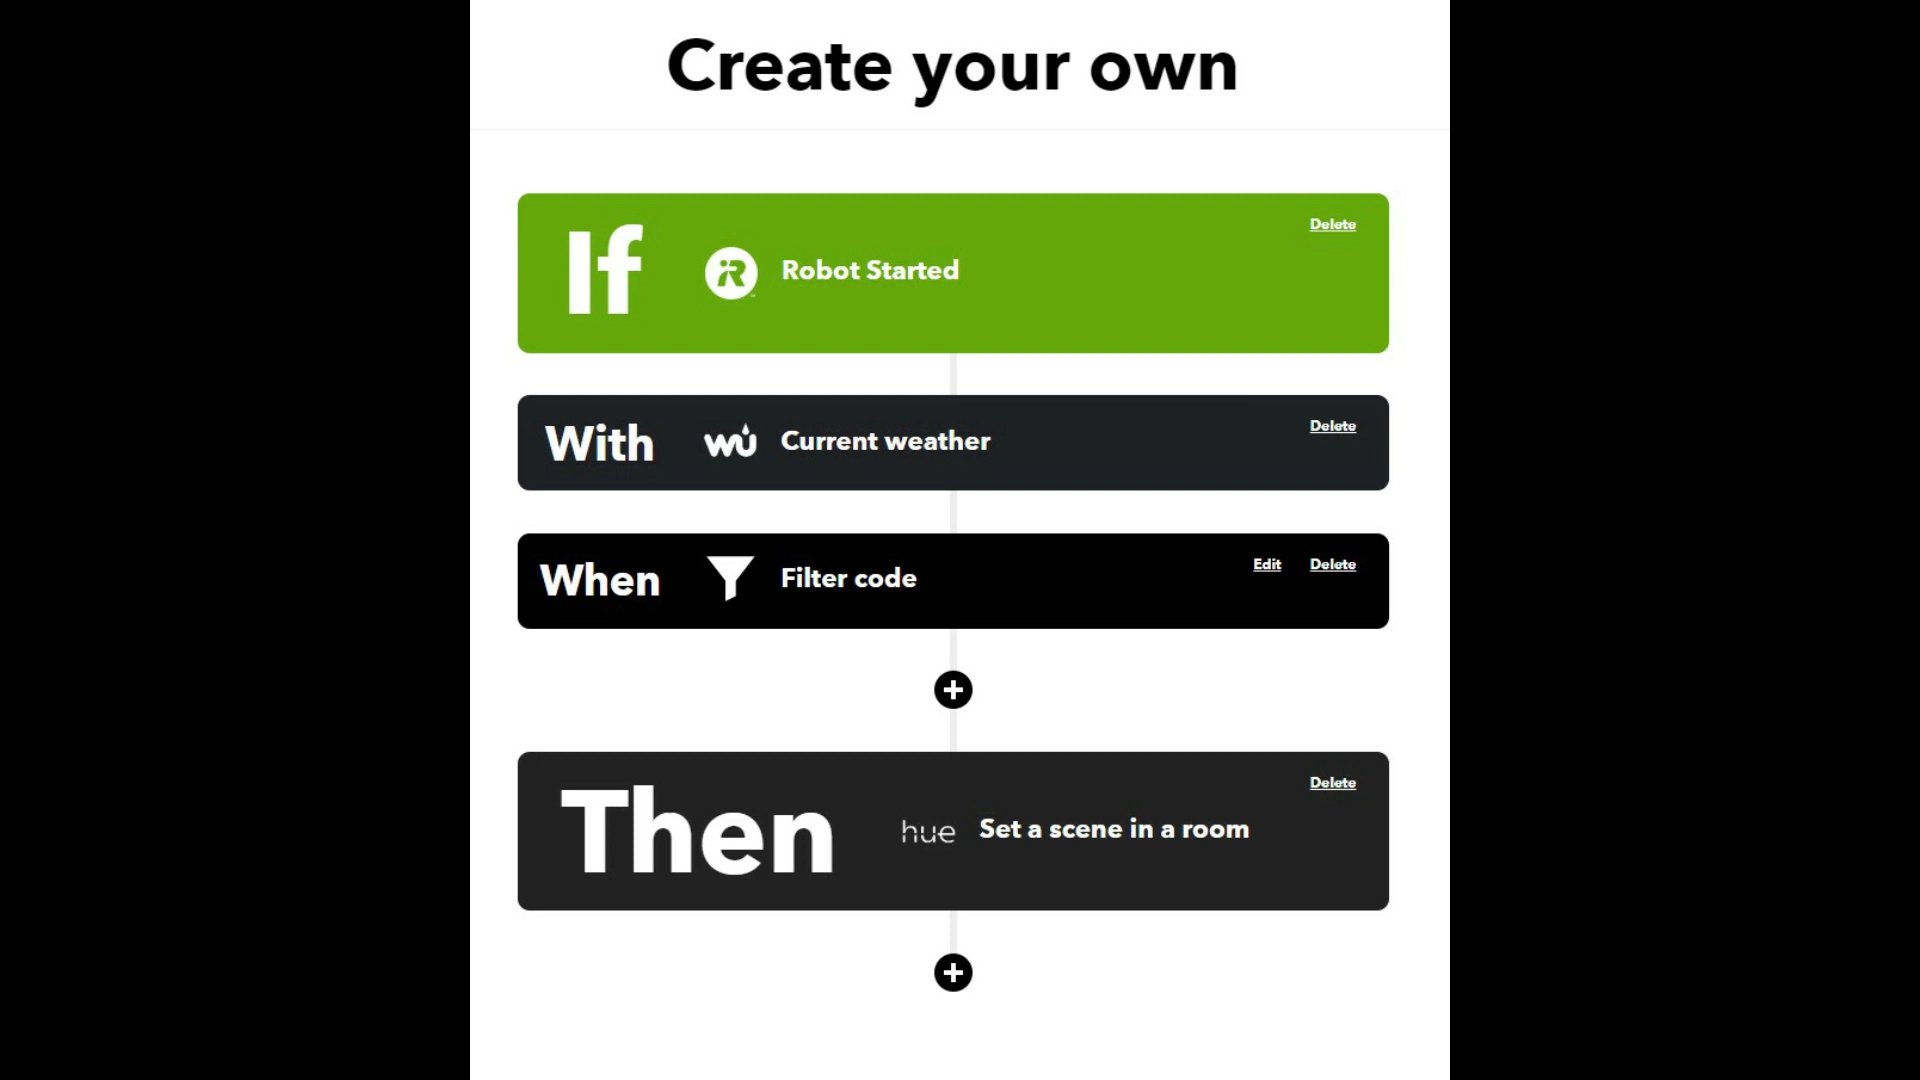 Create your own
If
iR
Robot Started
Delete
With
wu
Current weather
Delete
When
Filter code
Edit
Delete
Then
hue
Set a scene in a room
Delete